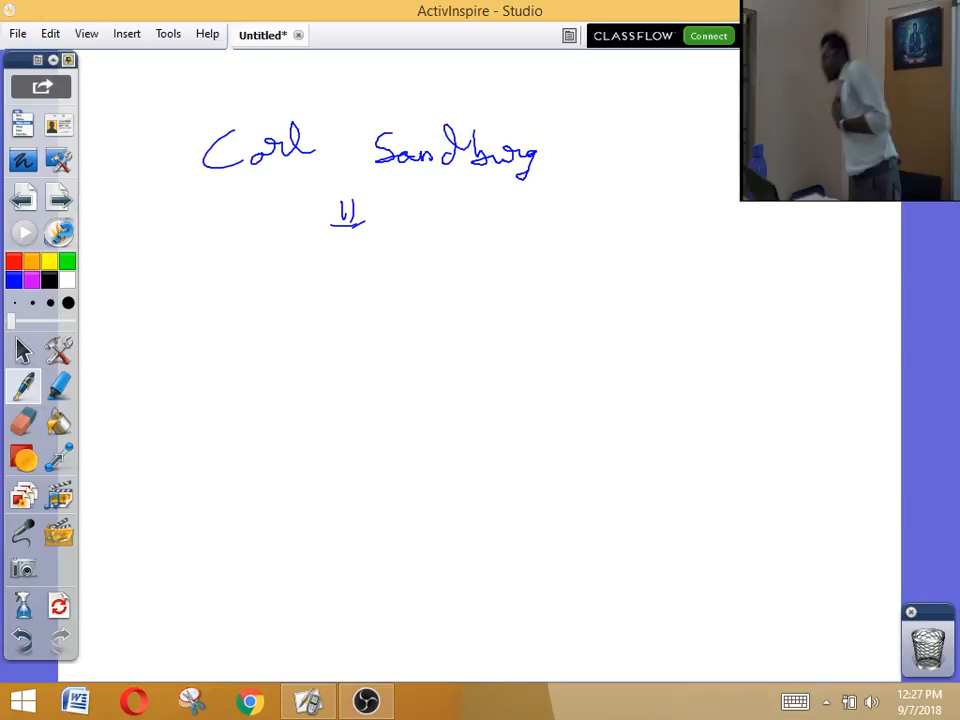 ActivInspire - Studio
File Edit View Insert Tools Help Untitled* CLASSFLOW Connect
Carl Sandburg
12:27 PM
9/7/2018